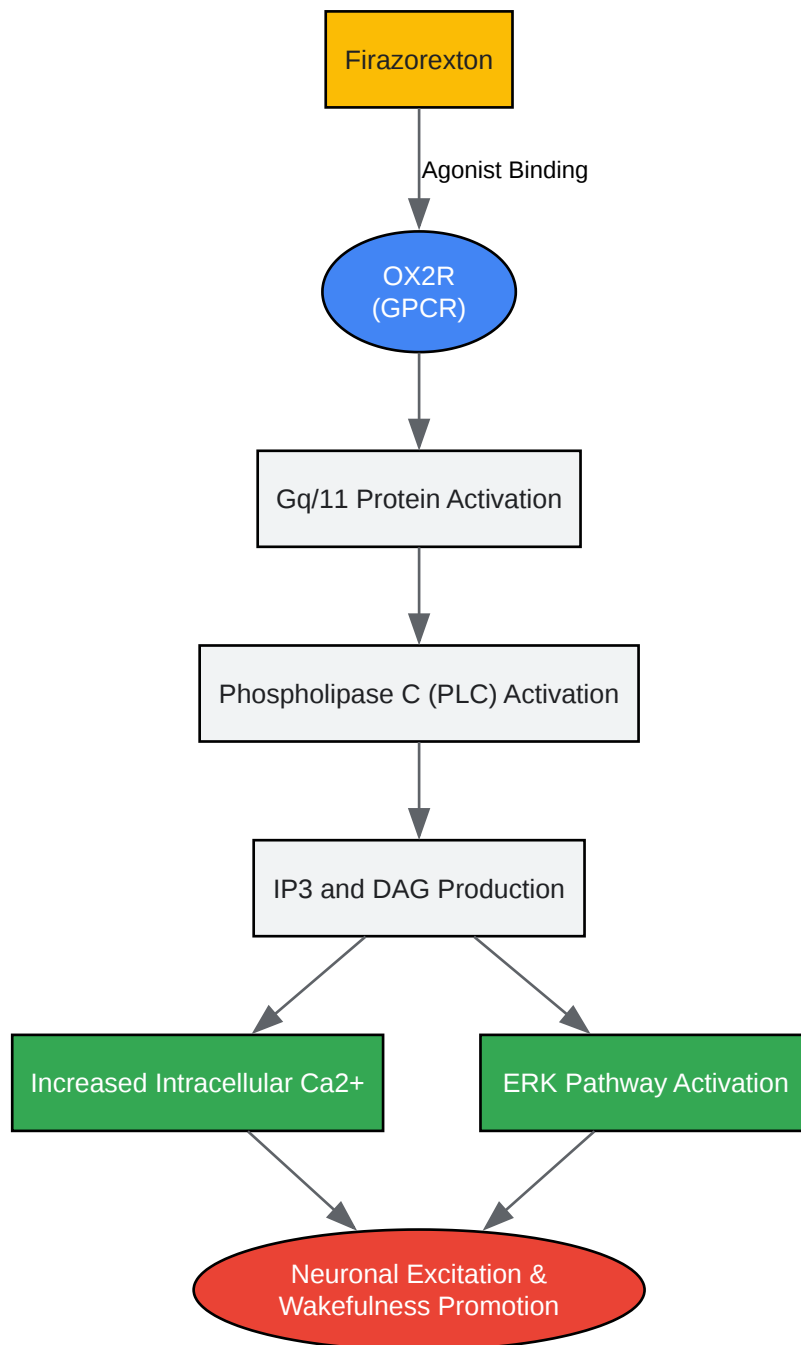 Firazorexton
Agonist Binding
OX2R
(GPCR)
Gq/11 Protein Activation
Phospholipase C (PLC) Activation
IP3 and DAG Production
Increased Intracellular Ca2+
ERK Pathway Activation
Neuronal Excitation &
Wakefulness Promotion